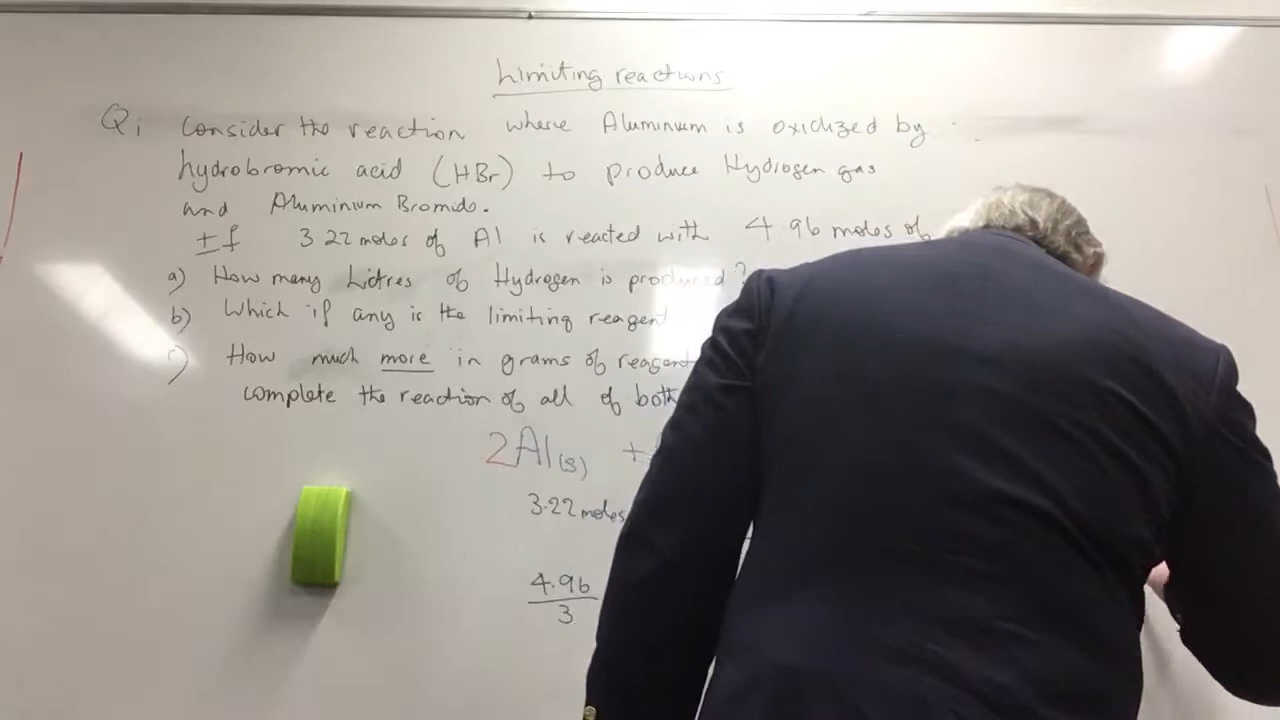 Limiting reactions
Q; Consider the reaction where Aluminium is oxidized by
hydrobromic acid (HBr) to produce Hydrogen gas
and Aluminium Bromide.
If 3.22 moles of Al is reacted with 4.96 moles of
a) How many Litres of Hydrogen is produced?
b) Which if any is the limiting reagent
c) How much more in grams of reagent
complete the reaction of all of both
2Al(s) +
3.22 moles
4.96
3